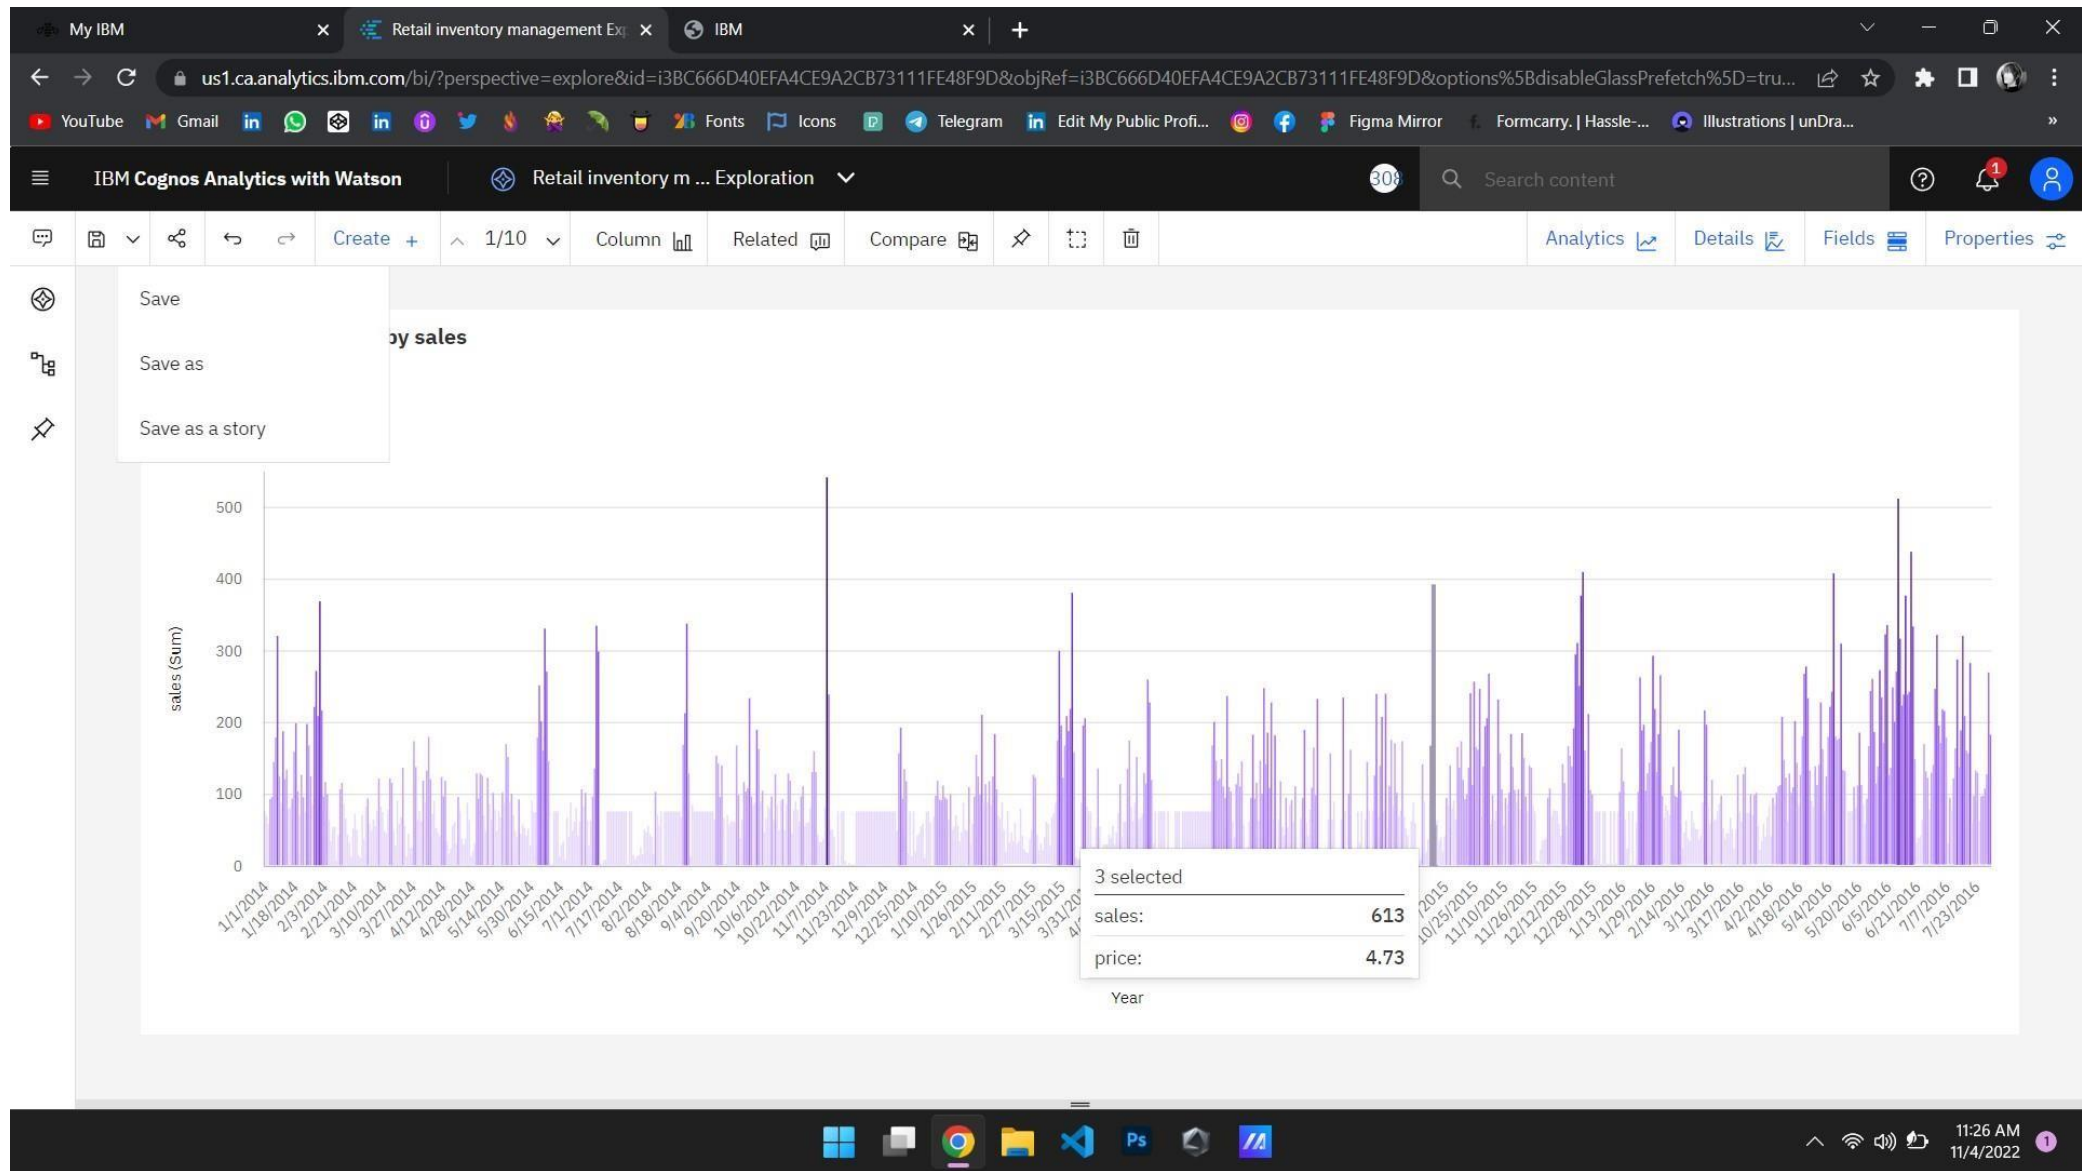 My IBM
Retail inventory management Ex
IBM
us1.ca.analytics.ibm.com/bi/?perspective=explore&id=i3BC666D40EFA4CE9A2CB73111FE48F9D&objRef=i3BC666D40EFA4CE9A2CB73111FE48F9D&options%5BdisableGlassPrefetch%5D=tru...
YouTube Gmail Fonts Icons Telegram Edit My Public Profi... Figma Mirror Formcarry. | Hassle-... Illustrations | unDra... »
IBM Cognos Analytics with Watson
Retail inventory m ... Exploration
308
Search content
1
Create + 1/10 Column Related Compare Analytics Details Fields Properties
Save
by sales
Save as
Save as a story
500
400
300
200
100
0
sales (Sum)
1/1/2014 1/18/2014 2/3/2014 2/21/2014 3/10/2014 3/27/2014 4/12/2014 4/28/2014 5/14/2014 5/30/2014 6/15/2014 7/1/2014 7/17/2014 8/2/2014 8/18/2014 9/4/2014 9/20/2014 10/6/2014 10/22/2014 11/7/2014 11/23/2014 12/9/2014 12/25/2014 1/10/2015 1/26/2015 2/11/2015 2/27/2015 3/15/2015 3/31/20 /2015 10/25/2015 11/10/2015 11/26/2015 12/12/2015 12/28/2015 1/13/2016 1/29/2016 2/14/2016 3/1/2016 3/17/2016 4/2/2016 4/18/2016 5/4/2016 5/20/2016 6/5/2016 6/21/2016 7/7/2016 7/23/2016
3 selected
sales: 613
price: 4.73
Year
Ps
11:26 AM
11/4/2022
1